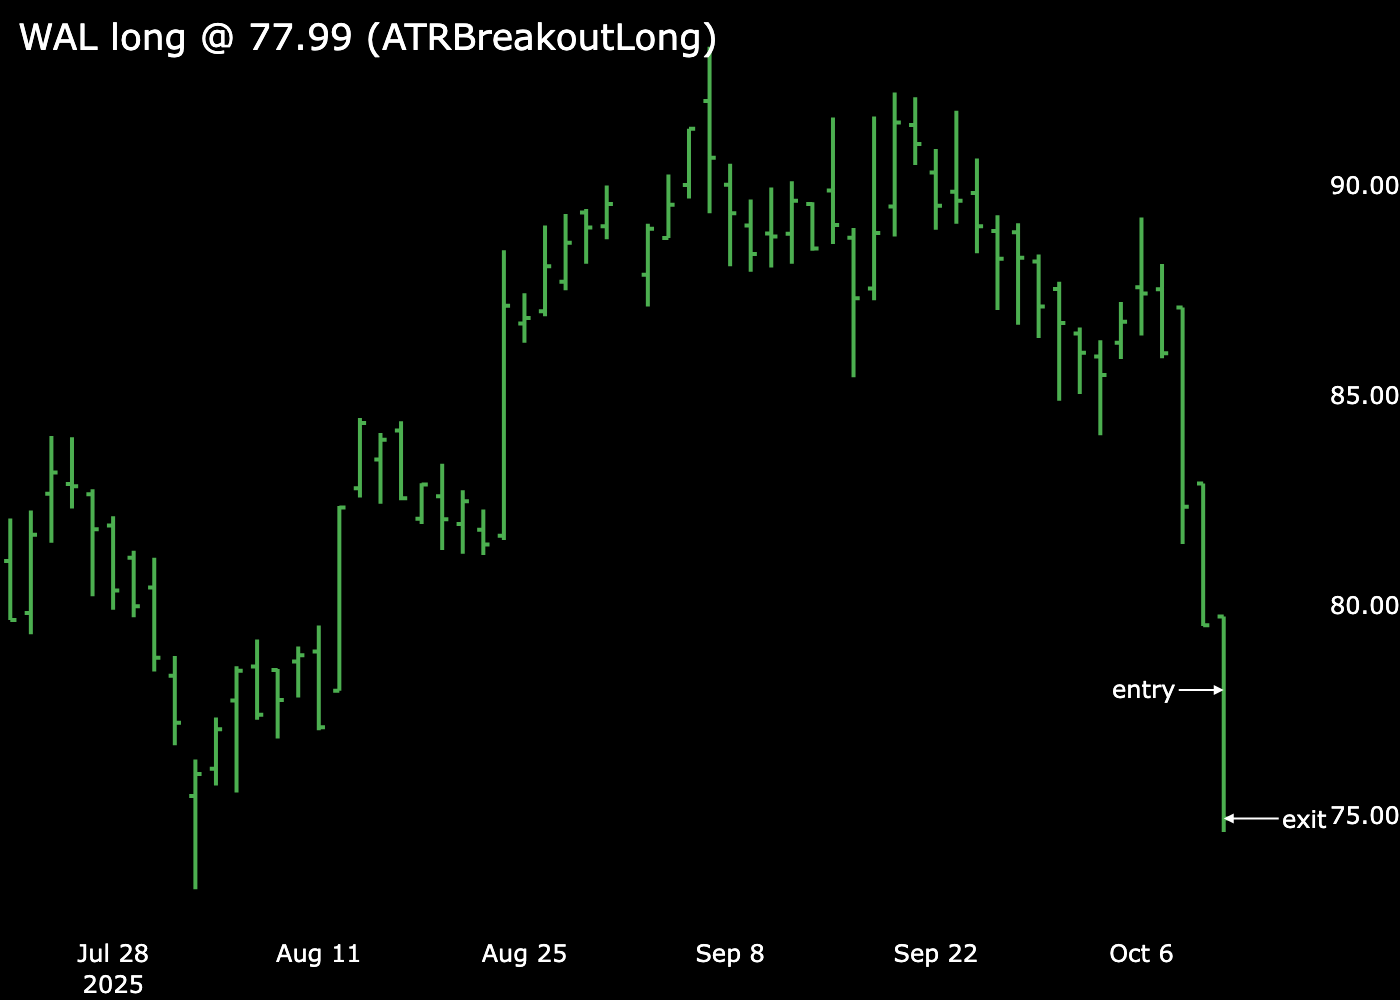 WAL long @ 77.99 (ATRBreakoutLong)
90.00
85.00
80.00
entry
exit
75.00
Jul 28
2025
Aug 11
Aug 25
Sep 8
Sep 22
Oct 6